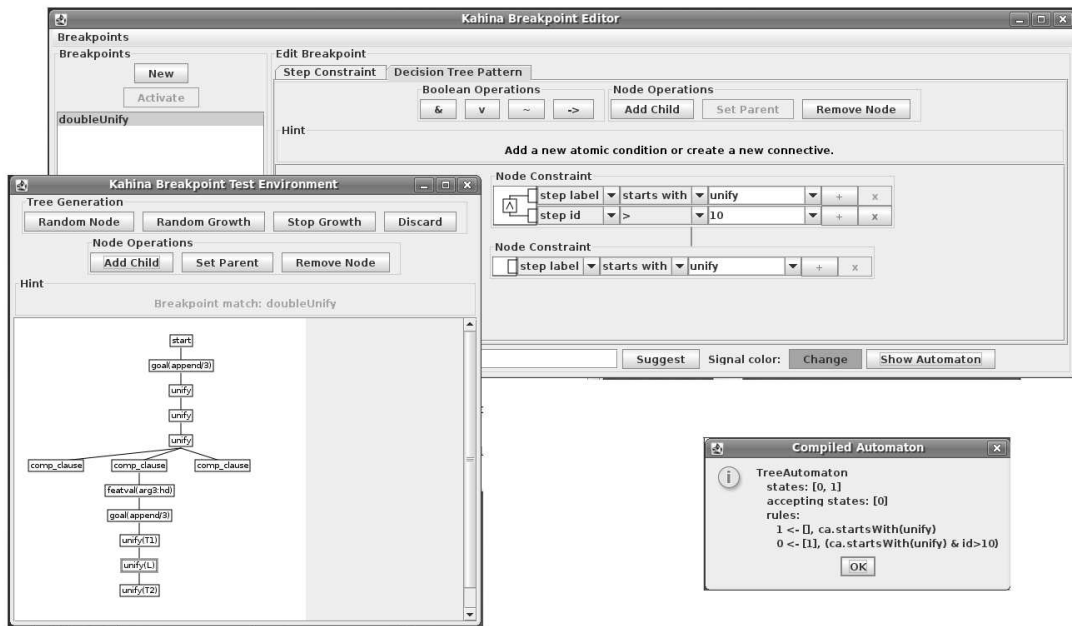 Kahina Breakpoint Editor
Breakpoints
Breakpoints
New
Activate
doubleUnify
Edit Breakpoint
Step Constraint Decision Tree Pattern
Boolean Operations Node Operations
& v ~ -> Add Child Set Parent Remove Node
Hint
Add a new atomic condition or create a new connective.
Node Constraint
step label starts with unify + x
step id > 10 + x
Node Constraint
step label starts with unify + x
Suggest Signal color: Change Show Automaton
Kahina Breakpoint Test Environment
Tree Generation
Random Node Random Growth Stop Growth Discard
Node Operations
Add Child Set Parent Remove Node
Hint
Breakpoint match: doubleUnify
start
goal(append/3)
unify
unify
unify
comp_clause comp_clause comp_clause
featval(arg3:hd)
goal(append/3)
unify(T1)
unify(L)
unify(T2)
Compiled Automaton
TreeAutomaton
states: [0, 1]
accepting states: [0]
rules:
1 <- [], ca.startsWith(unify)
0 <- [1], (ca.startsWith(unify) & id>10)
OK